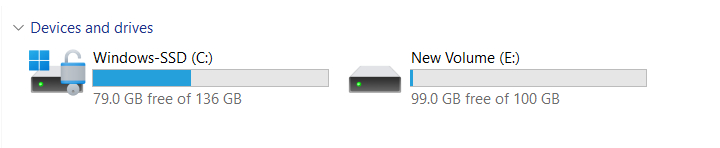 Devices and drives
Windows-SSD (C:)
79.0 GB free of 136 GB
New Volume (E:)
99.0 GB free of 100 GB